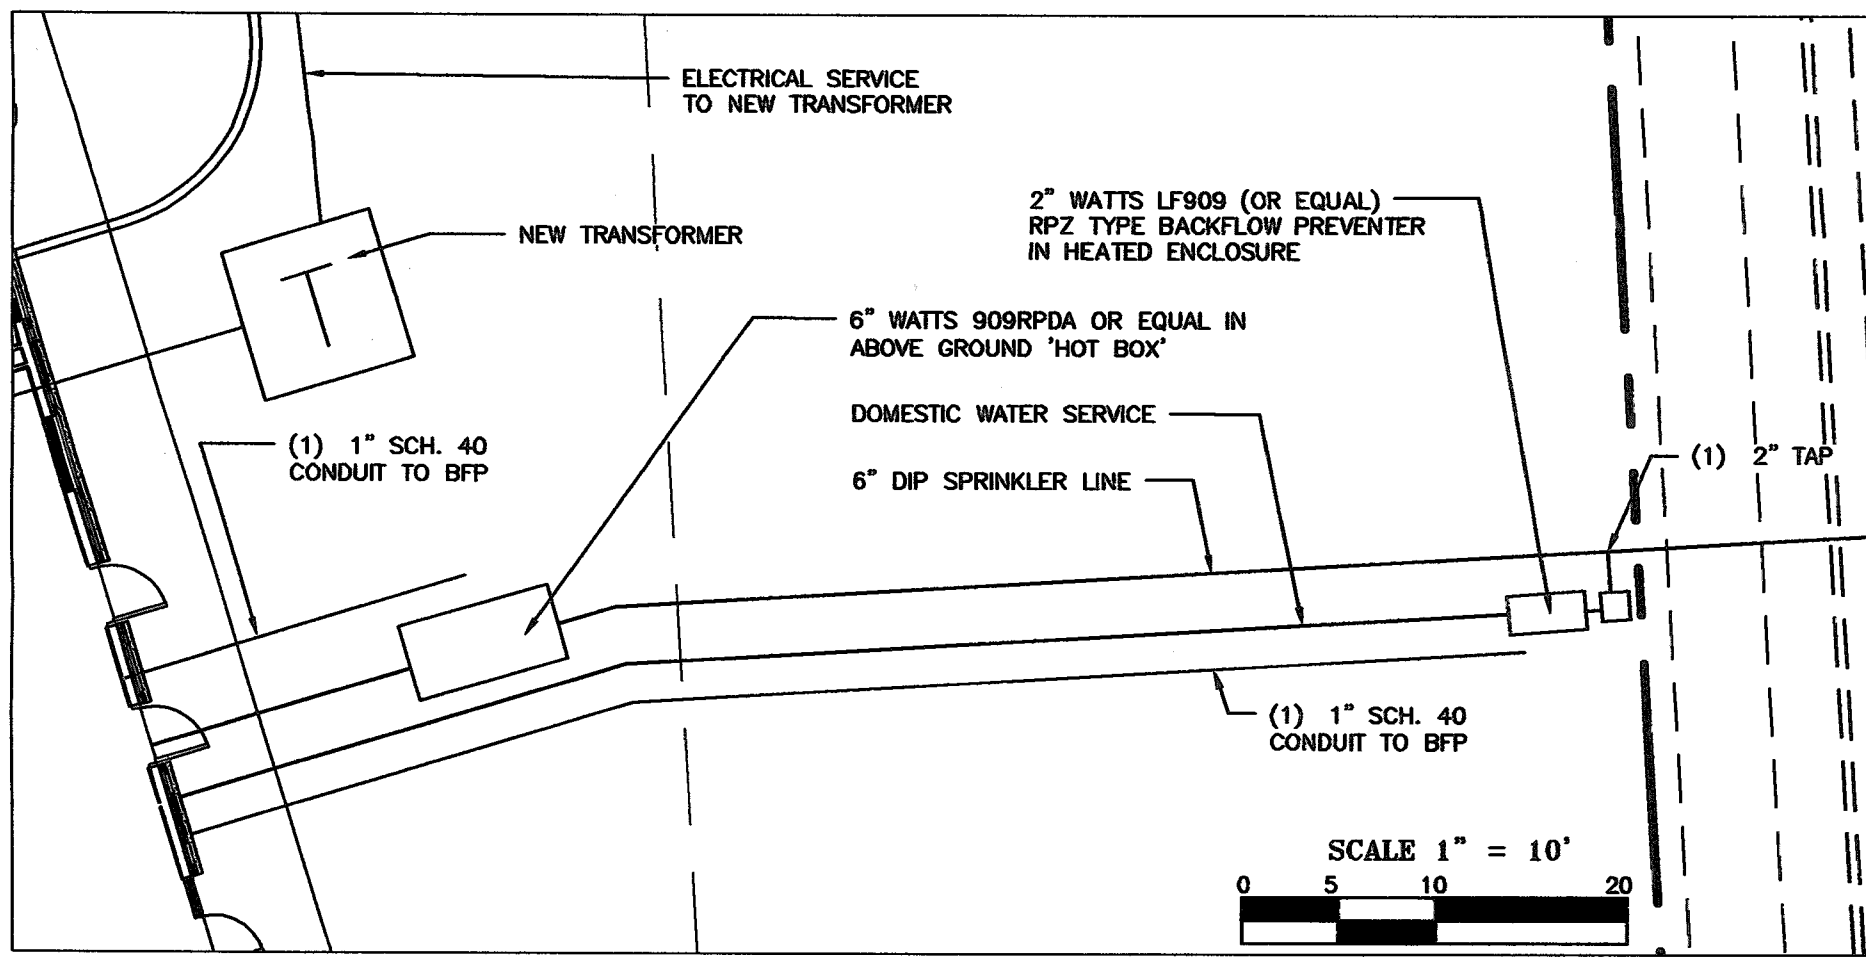 ELECTRICAL SERVICE
TO NEW TRANSFORMER
2" WATTS LF909 (OR EQUAL)
RPZ TYPE BACKFLOW PREVENTER
IN HEATED ENCLOSURE
NEW TRANSFORMER
T
6" WATTS 909RPDA OR EQUAL IN
ABOVE GROUND 'HOT BOX'
DOMESTIC WATER SERVICE
(1) 1" SCH. 40
CONDUIT TO BFP
(1) 2" TAP
6" DIP SPRINKLER LINE
(1) 1" SCH. 40
CONDUIT TO BFP
SCALE 1" = 10'
0 5 10 20